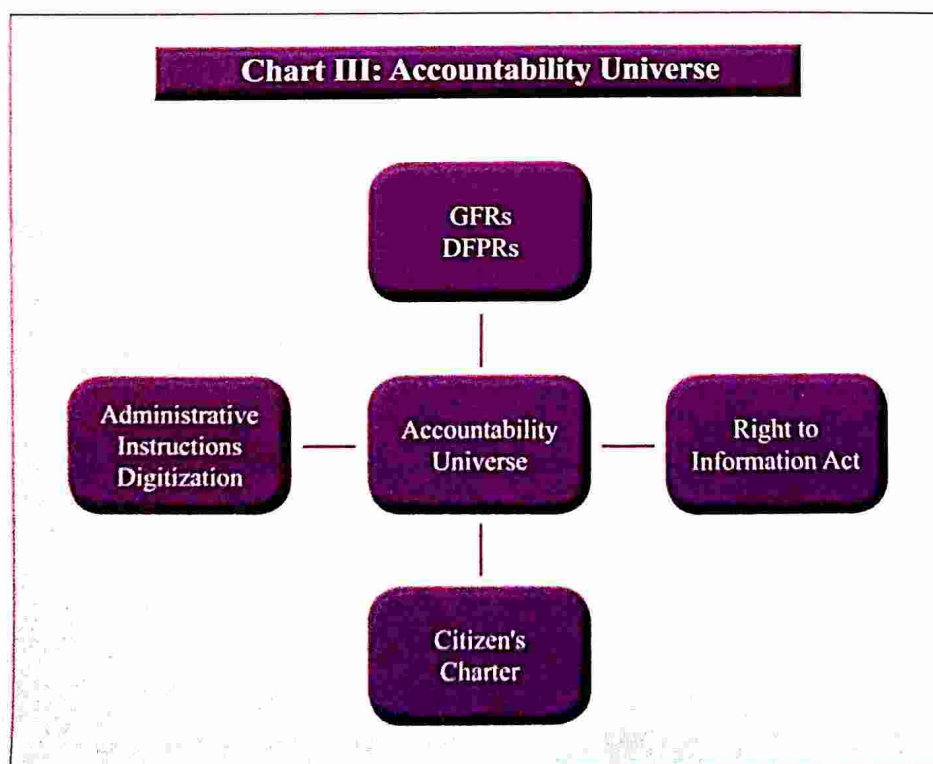 Chart III: Accountability Universe
GFRs
DFPRs
Administrative
Instructions
Digitization
Accountability
Universe
Right to
Information Act
Citizen's
Charter